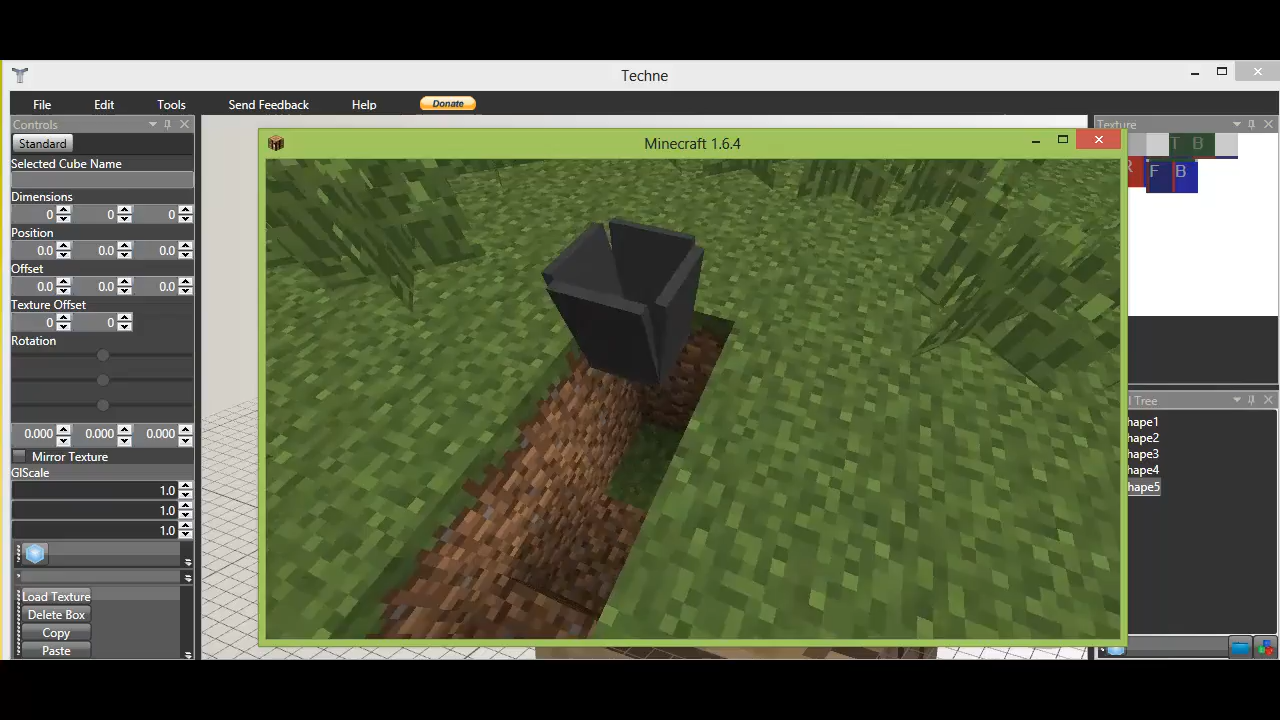 Techne
File Edit Tools Send Feedback Help Donate
Controls
Texture
Standard
Minecraft 1.6.4
T B
Selected Cube Name
R F B
Dimensions
0 0 0
Position
0.0 0.0 0.0
Offset
0.0 0.0 0.0
Texture Offset
0 0
Rotation
0.000 0.000 0.000
Mirror Texture
GlScale
1.0
1.0
1.0
Load Texture
Delete Box
Copy
Paste
l Tree
hape1
hape2
hape3
hape4
hape5